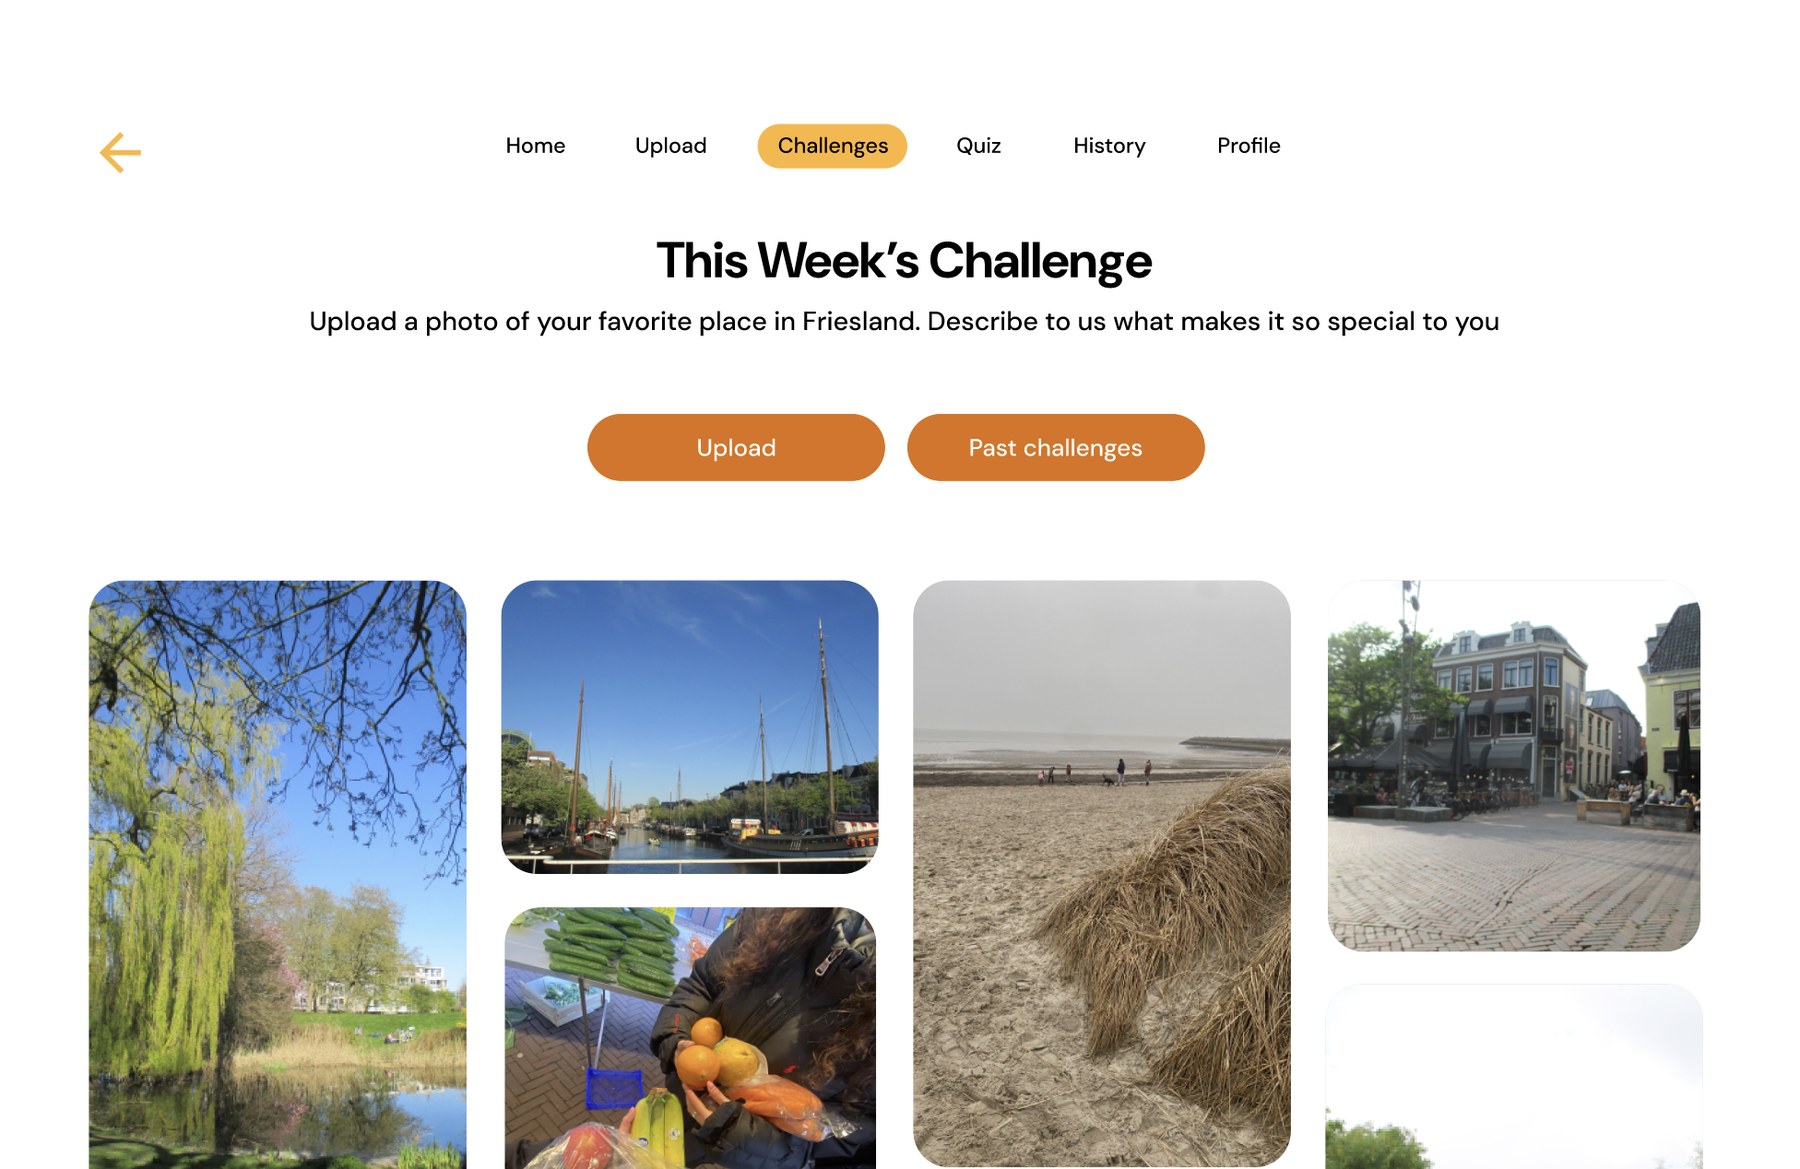 Home
Upload
Challenges
Quiz
History
Profile
This Week's Challenge
Upload a photo of your favorite place in Friesland. Describe to us what makes it so special to you
Upload
Past challenges